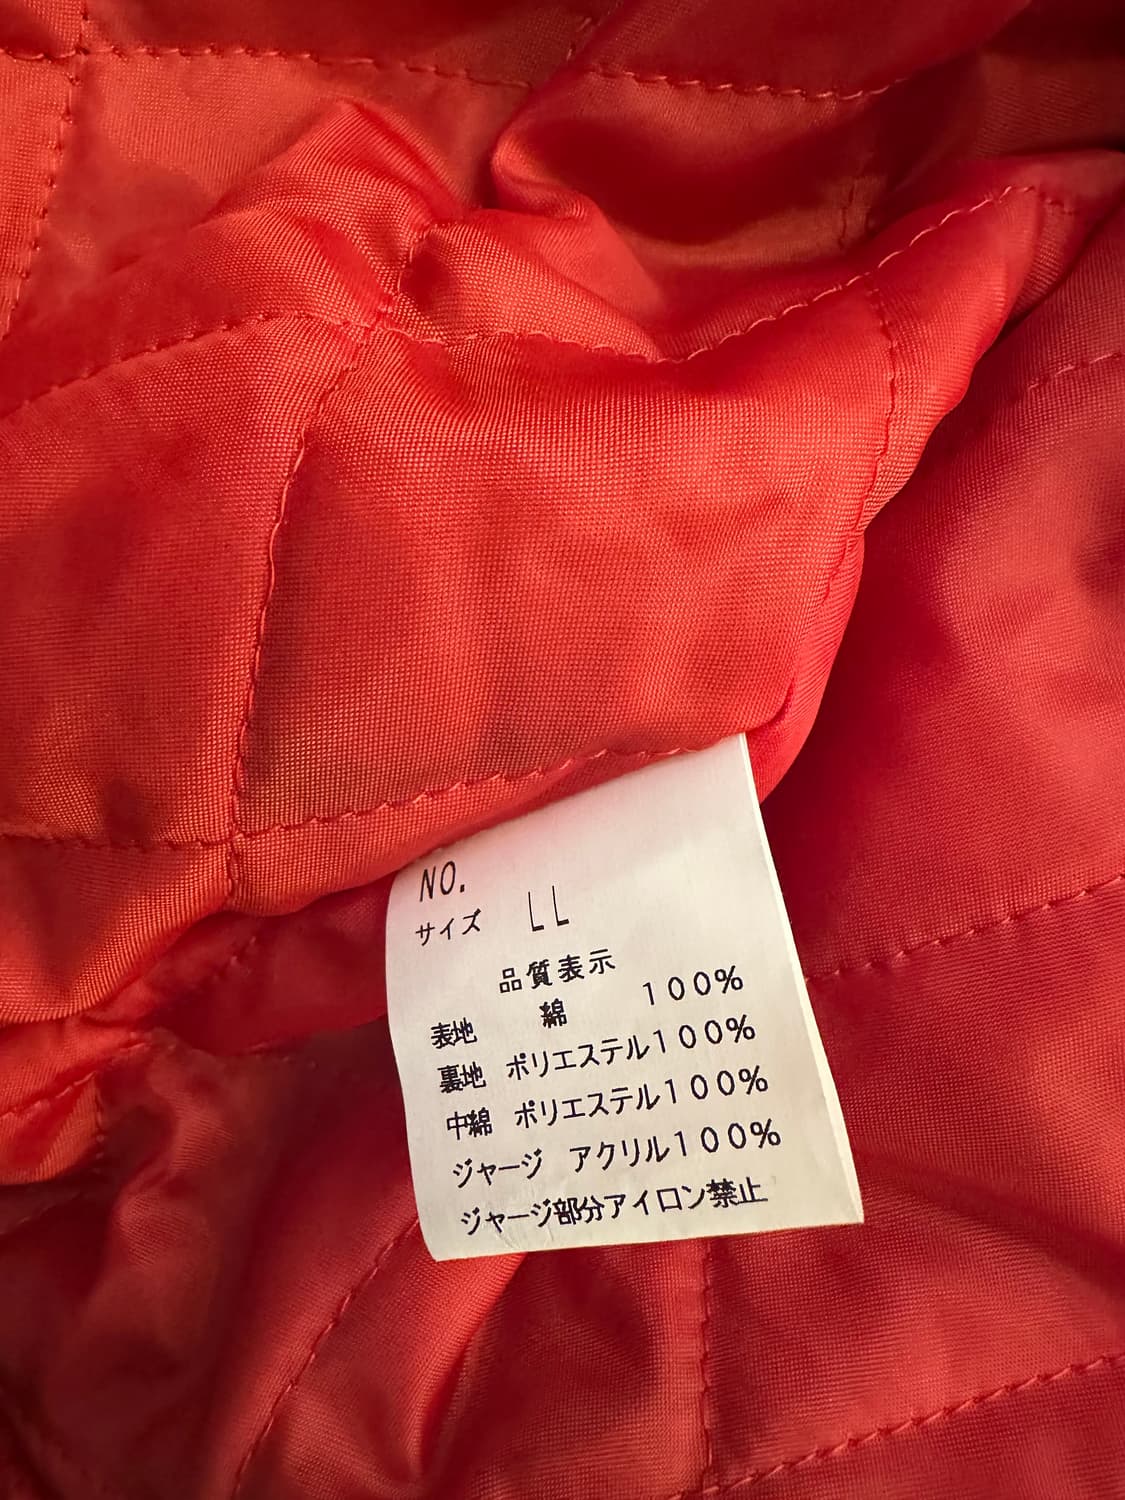 NO.
サイズ LL
品質表示
表地 綿 100%
裏地 ポリエステル100%
中綿 ポリエステル100%
ジャージ アクリル100%
ジャージ部分アイロン禁止